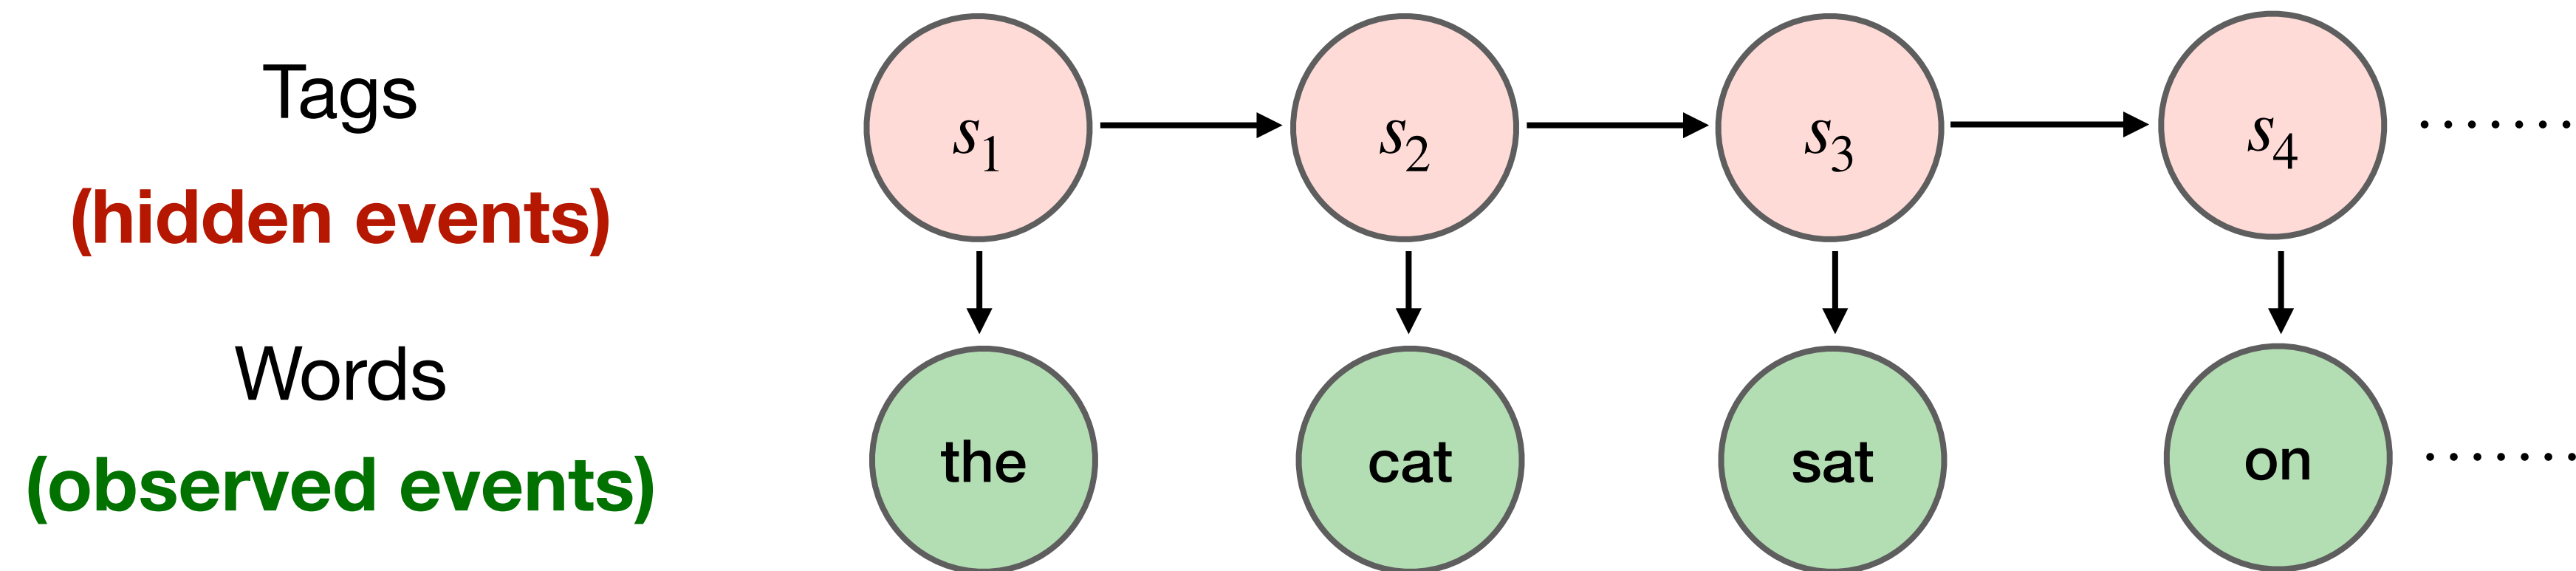 Tags
(hidden events)
s₁ s₂ s₃ s₄ .......
Words
(observed events)
the cat sat on .......